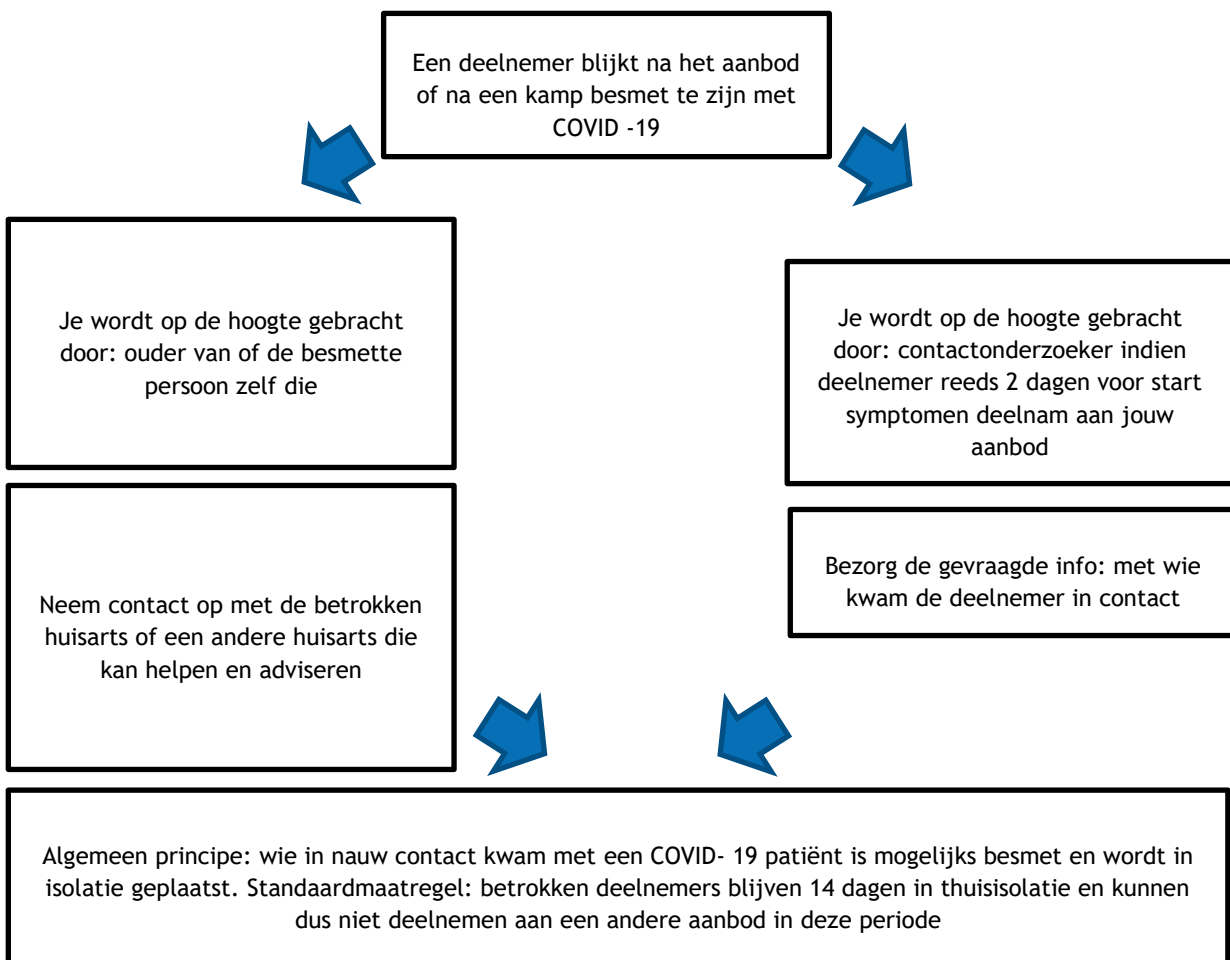 Een deelnemer blijkt na het aanbod
of na een kamp besmet te zijn met
COVID -19
Je wordt op de hoogte gebracht
door: ouder van of de besmette
persoon zelf die
Neem contact op met de betrokken
huisarts of een andere huisarts die
kan helpen en adviseren
Je wordt op de hoogte gebracht
door: contactonderzoeker indien
deelnemer reeds 2 dagen voor start
symptomen deelnam aan jouw
aanbod
Bezorg de gevraagde info: met wie
kwam de deelnemer in contact
Algemeen principe: wie in nauw contact kwam met een COVID- 19 patiënt is mogelijks besmet en wordt in
isolatie geplaatst. Standaardmaatregel: betrokken deelnemers blijven 14 dagen in thuisisolatie en kunnen
dus niet deelnemen aan een andere aanbod in deze periode